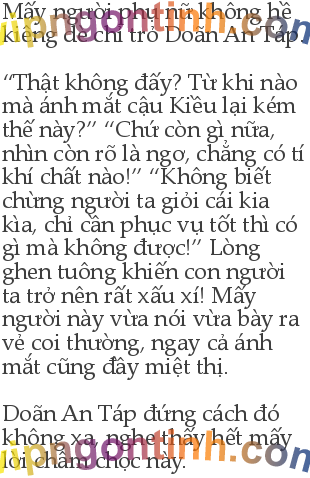 Mấy người phụ nữ không hề
kiêng dè chỉ trỏ Doãn An Táp
vipngontinh.com
“Thật không đấy? Từ khi nào
mà ánh mắt cậu Kiều lại kém
thế này?” “Chứ còn gì nữa,
nhìn còn rõ là ngơ, chẳng có tí
khí chất nào!” “Không biết
chừng người ta giỏi cái kia
kìa, chỉ cần phục vụ tốt thì có
gì mà không được!” Lòng
ghen tuông khiến con người
ta trở nên rất xấu xí! Mấy
người này vừa nói vừa bày ra
vẻ coi thường, ngay cả ánh
mắt cũng đầy miệt thị.
Doãn An Táp đứng cách đó
không xa, nghe thấy hết mấy
lời châm chọc này.
vipngontinh.com